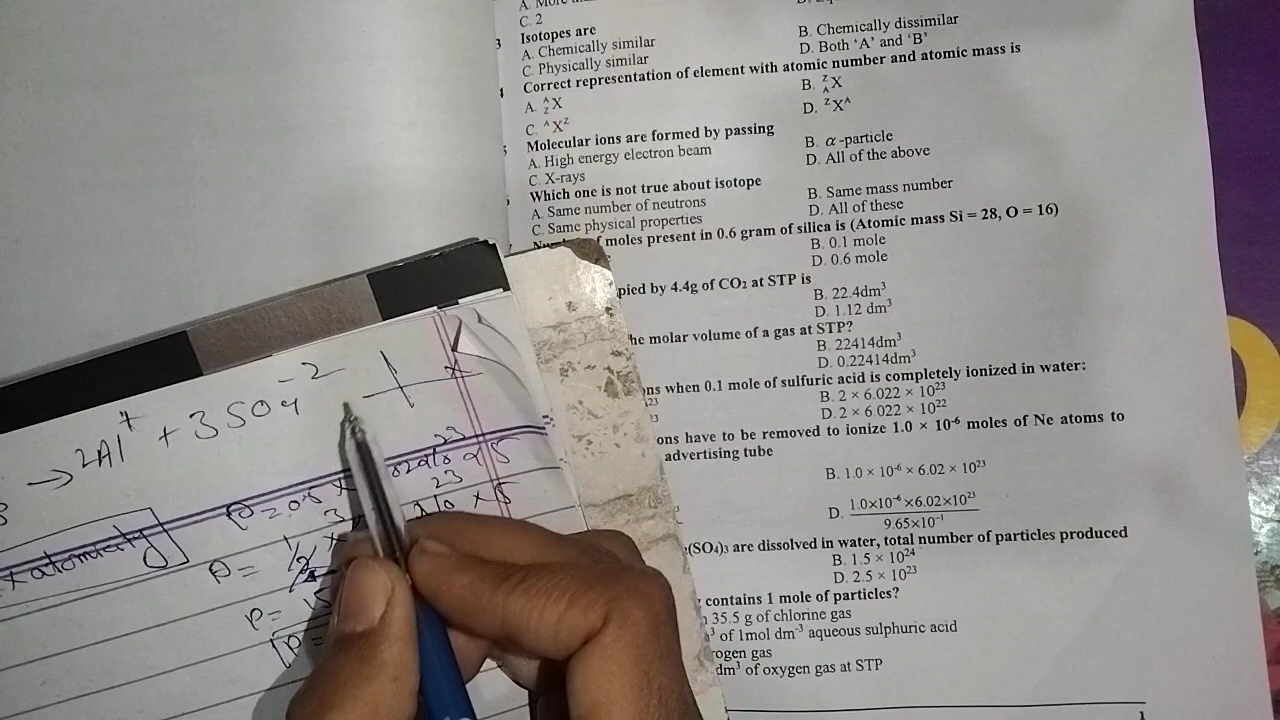 C. 2
3 Isotopes are
A. Chemically similar B. Chemically dissimilar
C. Physically similar D. Both ‘A’ and ‘B’
Correct representation of element with atomic number and atomic mass is
A. ᴬ_Z X B. ᶻ_A X
C. ᴬXᶻ D. ᶻXᴬ
Molecular ions are formed by passing
A. High energy electron beam B. α-particle
C. X-rays D. All of the above
Which one is not true about isotope
A. Same number of neutrons B. Same mass number
C. Same physical properties D. All of these
of moles present in 0.6 gram of silica is (Atomic mass Si = 28, O = 16)
B. 0.1 mole
D. 0.6 mole
pied by 4.4g of CO₂ at STP is
B. 22.4dm³
D. 1.12 dm³
he molar volume of a gas at STP?
B. 22414dm³
D. 0.22414dm³
ons when 0.1 mole of sulfuric acid is completely ionized in water:
B. 2 × 6.022 × 10²³
D. 2 × 6.022 × 10²²
ons have to be removed to ionize 1.0 × 10⁻⁶ moles of Ne atoms to
advertising tube
B. 1.0 × 10⁻⁶ × 6.02 × 10²³
D. 1.0×10⁻⁶×6.02×10²³
9.65×10⁻¹
(SO₄)₃ are dissolved in water, total number of particles produced
B. 1.5 × 10²⁴
D. 2.5 × 10²³
contains 1 mole of particles?
35.5 g of chlorine gas
³ of 1mol dm⁻³ aqueous sulphuric acid
rogen gas
dm³ of oxygen gas at STP
1
→ 2Al⁺ + 3SO₄⁻²
× atomicity
P =
P =